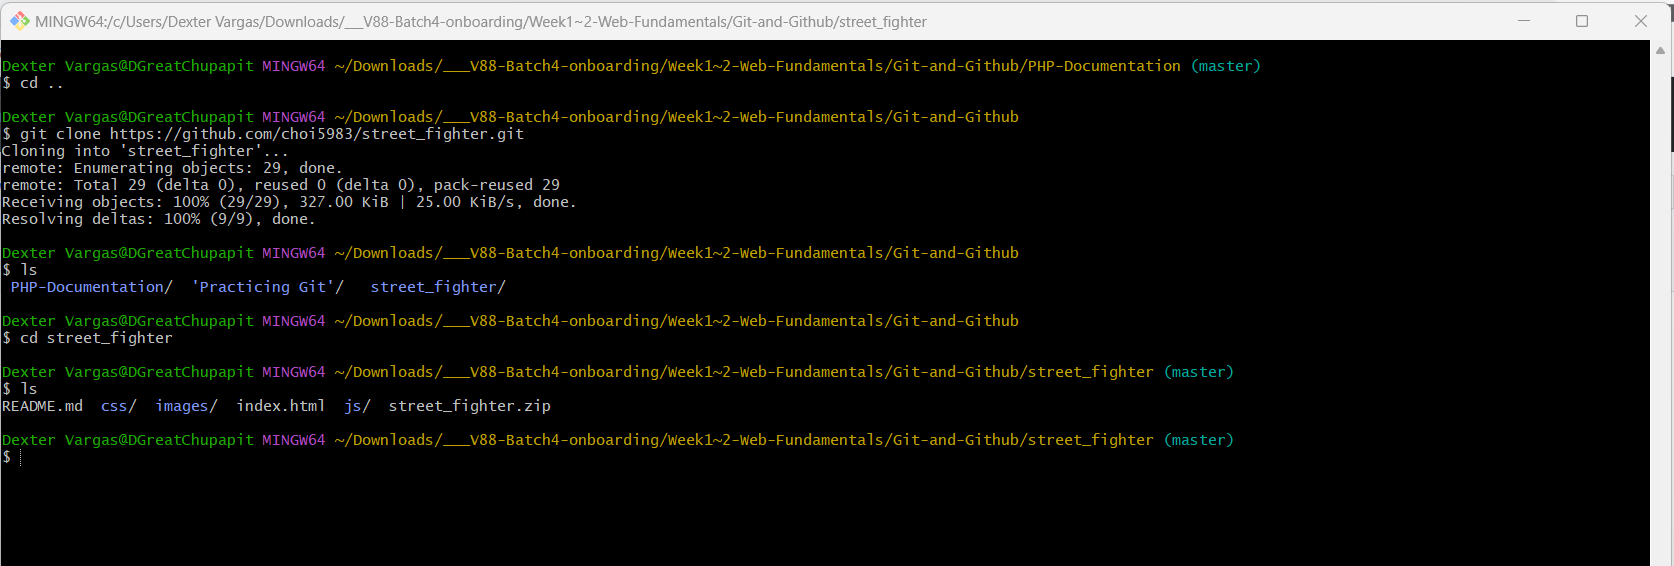 MINGW64:/c/Users/Dexter Vargas/Downloads/___V88-Batch4-onboarding/Week1~2-Web-Fundamentals/Git-and-Github/street_fighter
Dexter Vargas@DGreatChupapit MINGW64 ~/Downloads/___V88-Batch4-onboarding/Week1~2-Web-Fundamentals/Git-and-Github/PHP-Documentation (master)
$ cd ..
Dexter Vargas@DGreatChupapit MINGW64 ~/Downloads/___V88-Batch4-onboarding/Week1~2-Web-Fundamentals/Git-and-Github
$ git clone https://github.com/choi5983/street_fighter.git
Cloning into 'street_fighter'...
remote: Enumerating objects: 29, done.
remote: Total 29 (delta 0), reused 0 (delta 0), pack-reused 29
Receiving objects: 100% (29/29), 327.00 KiB | 25.00 KiB/s, done.
Resolving deltas: 100% (9/9), done.
Dexter Vargas@DGreatChupapit MINGW64 ~/Downloads/___V88-Batch4-onboarding/Week1~2-Web-Fundamentals/Git-and-Github
$ ls
PHP-Documentation/  'Practicing Git'/   street_fighter/
Dexter Vargas@DGreatChupapit MINGW64 ~/Downloads/___V88-Batch4-onboarding/Week1~2-Web-Fundamentals/Git-and-Github
$ cd street_fighter
Dexter Vargas@DGreatChupapit MINGW64 ~/Downloads/___V88-Batch4-onboarding/Week1~2-Web-Fundamentals/Git-and-Github/street_fighter (master)
$ ls
README.md  css/  images/  index.html  js/  street_fighter.zip
Dexter Vargas@DGreatChupapit MINGW64 ~/Downloads/___V88-Batch4-onboarding/Week1~2-Web-Fundamentals/Git-and-Github/street_fighter (master)
$